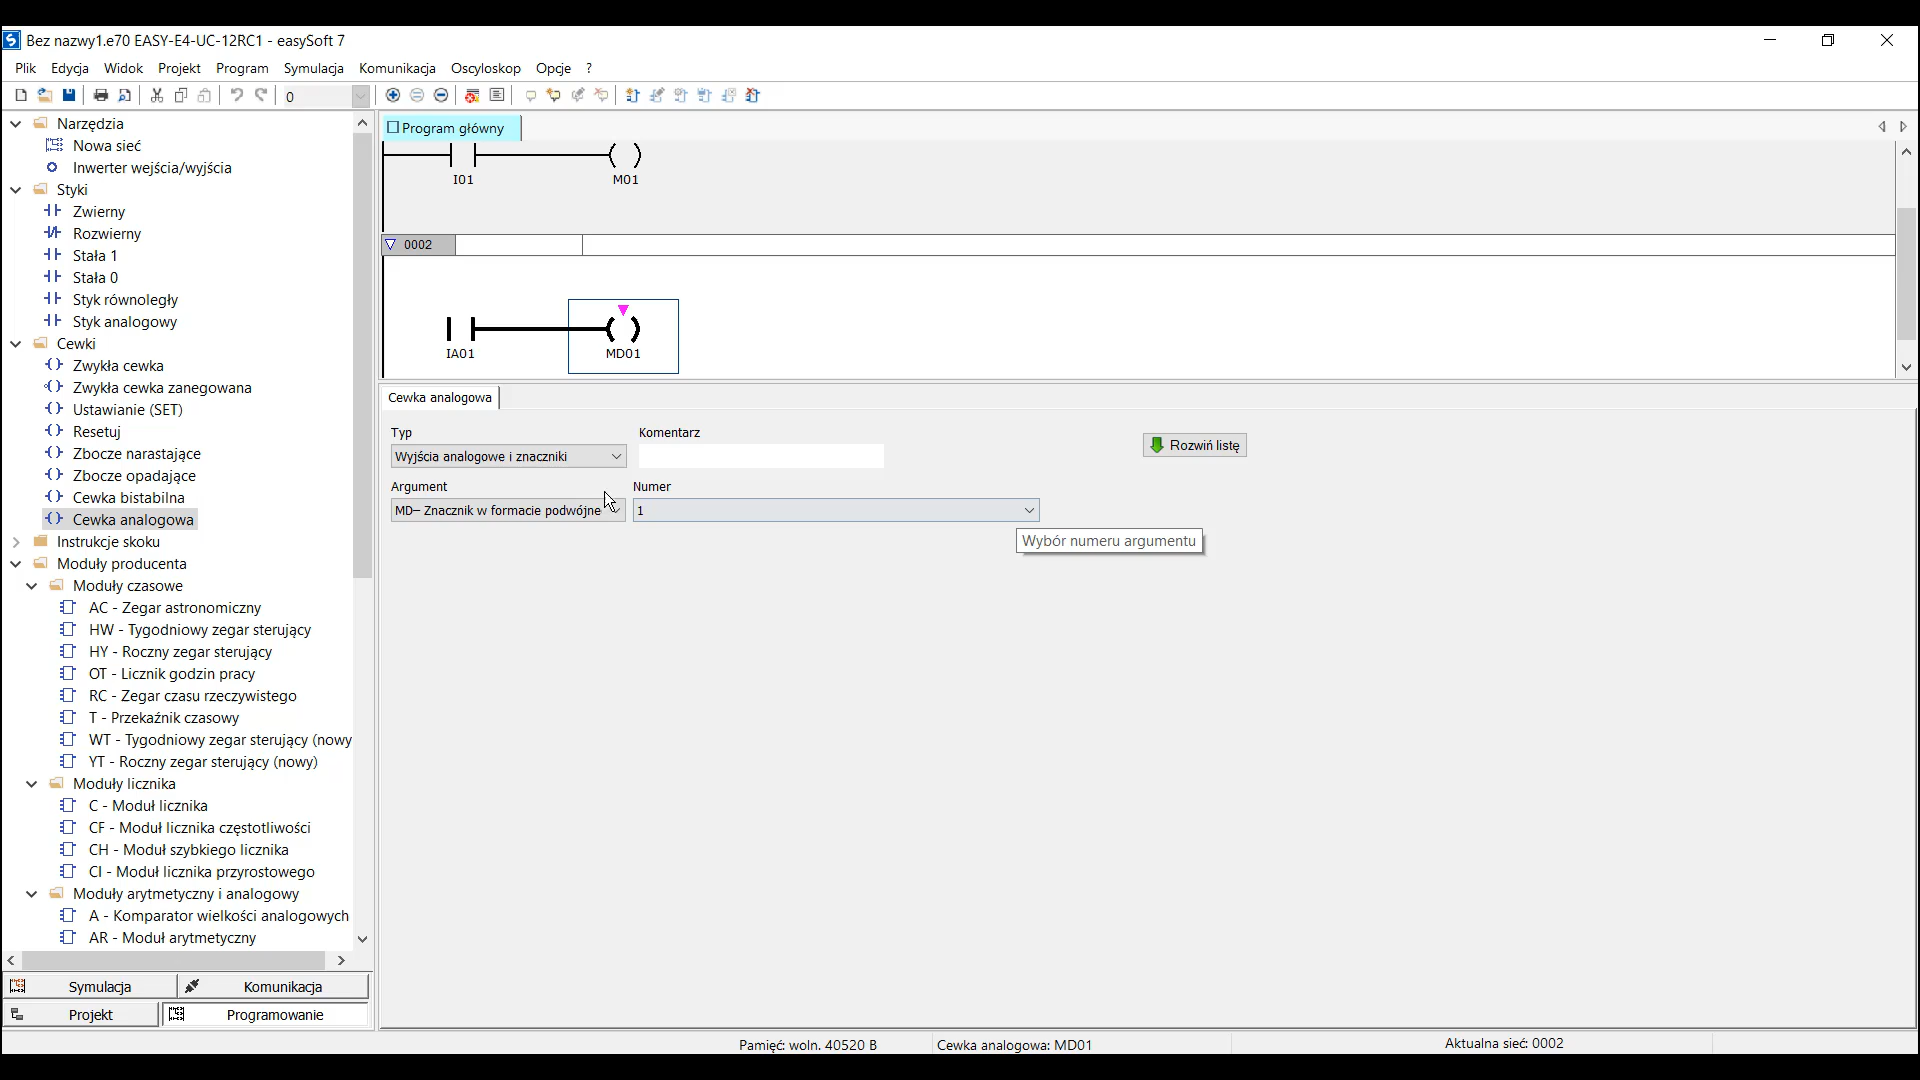 Bez nazwy1.e70 EASY-E4-UC-12RC1 - easySoft 7
Plik Edycja Widok Projekt Program Symulacja Komunikacja Oscyloskop Opcje ?
0
Narzędzia
Nowa sieć
Inwerter wejścia/wyjścia
Styki
Zwierny
Rozwierny
Stała 1
Stała 0
Styk równoległy
Styk analogowy
Cewki
Zwykła cewka
Zwykła cewka zanegowana
Ustawianie (SET)
Resetuj
Zbocze narastające
Zbocze opadające
Cewka bistabilna
Cewka analogowa
Instrukcje skoku
Moduły producenta
Moduły czasowe
AC - Zegar astronomiczny
HW - Tygodniowy zegar sterujący
HY - Roczny zegar sterujący
OT - Licznik godzin pracy
RC - Zegar czasu rzeczywistego
T - Przekaźnik czasowy
WT - Tygodniowy zegar sterujący (nowy
YT - Roczny zegar sterujący (nowy)
Moduły licznika
C - Moduł licznika
CF - Moduł licznika częstotliwości
CH - Moduł szybkiego licznika
CI - Moduł licznika przyrostowego
Moduły arytmetyczny i analogowy
A - Komparator wielkości analogowych
AR - Moduł arytmetyczny
Symulacja Komunikacja
Projekt Programowanie
Program główny
I01 M01
0002
IA01 MD01
Cewka analogowa
Typ Komentarz
Wyjścia analogowe i znaczniki
Rozwiń listę
Argument Numer
MD– Znacznik w formacie podwójne 1
Wybór numeru argumentu
Pamięć: woln. 40520 B Cewka analogowa: MD01 Aktualna sieć: 0002